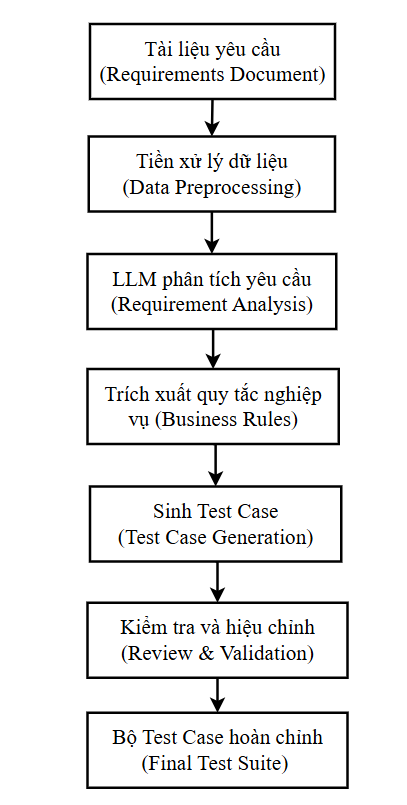 Tài liệu yêu cầu
(Requirements Document)
Tiền xử lý dữ liệu
(Data Preprocessing)
LLM phân tích yêu cầu
(Requirement Analysis)
Trích xuất quy tắc nghiệp
vụ (Business Rules)
Sinh Test Case
(Test Case Generation)
Kiểm tra và hiệu chỉnh
(Review & Validation)
Bộ Test Case hoàn chỉnh
(Final Test Suite)